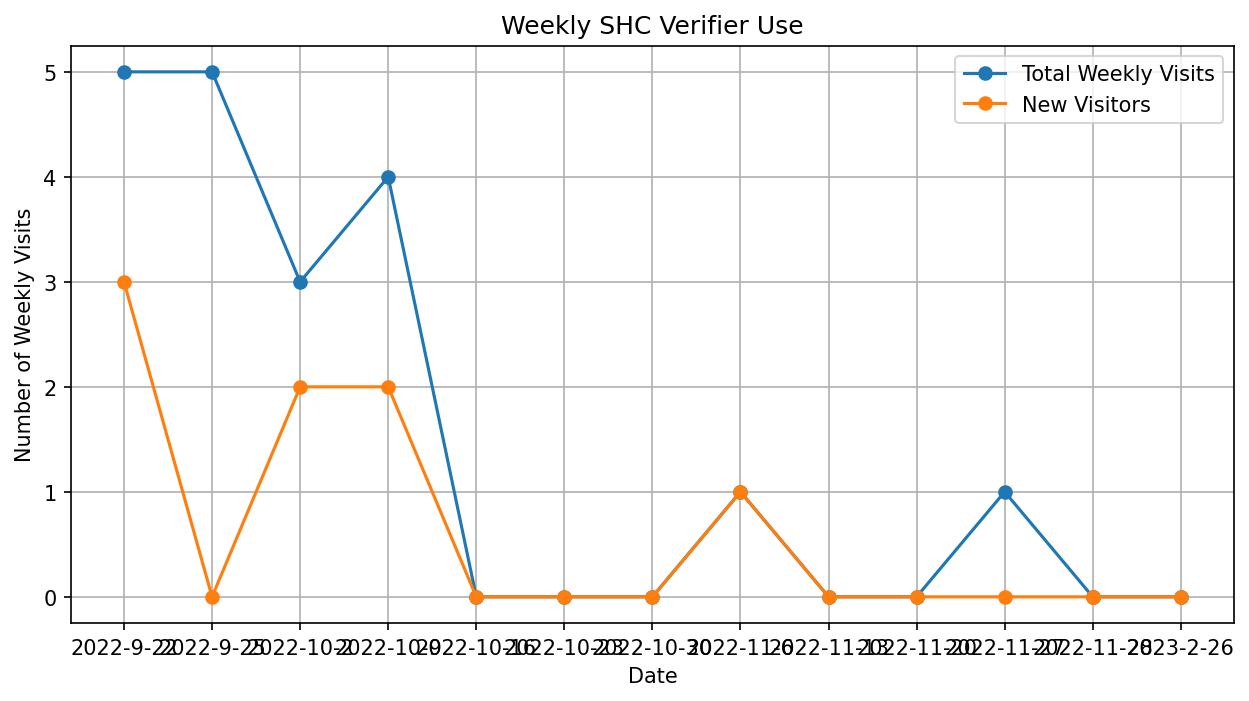 Weekly SHC Verifier Use
Total Weekly Visits
New Visitors
Number of Weekly Visits
5
4
3
2
1
0
2022-9-22 2022-9-25 2022-10-2 2022-10-9 2022-10-16 2022-10-23 2022-10-30 2022-11-6 2022-11-13 2022-11-20 2022-11-27 2022-11-28 2023-2-26
Date